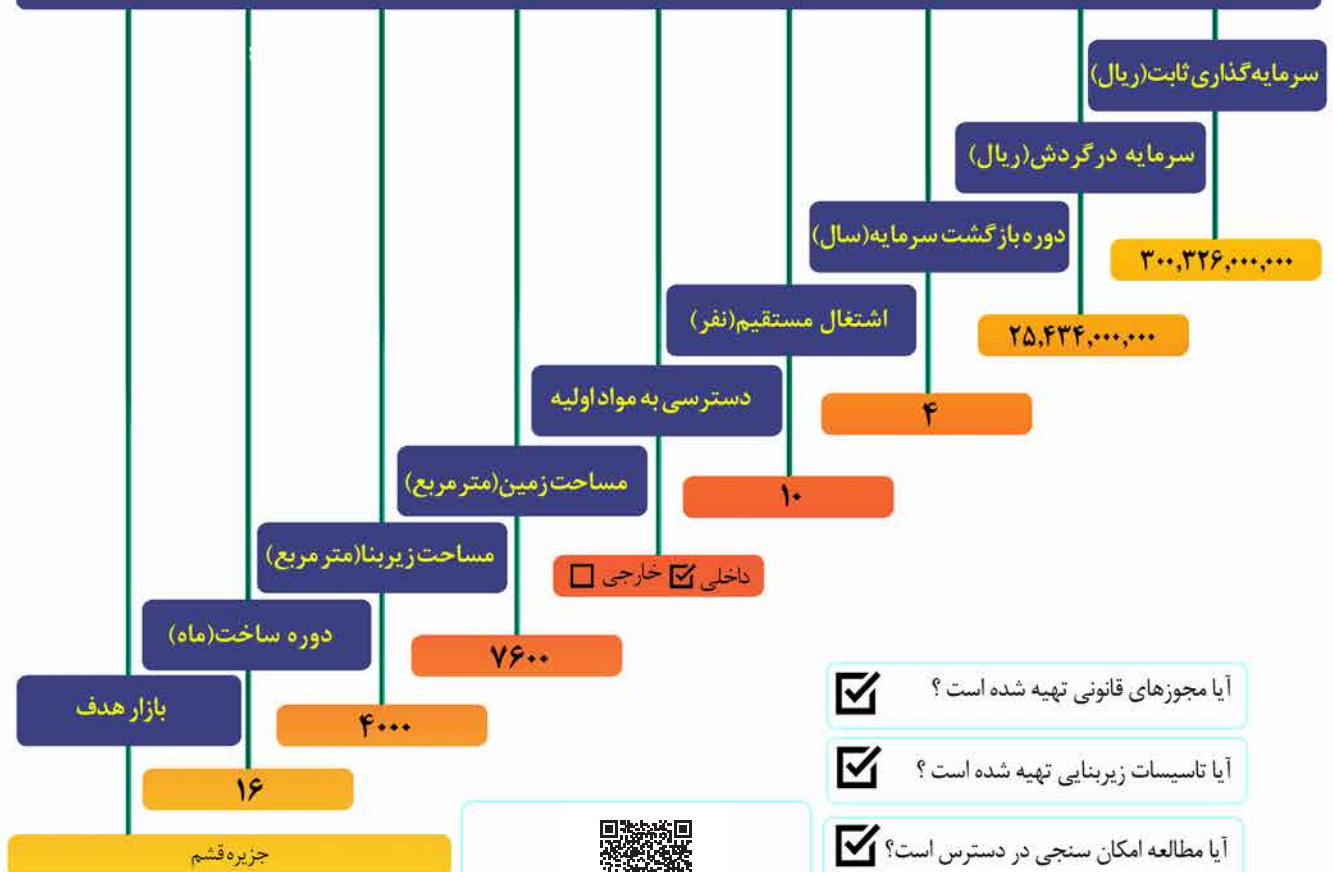 سرمایه‌گذاری ثابت(ریال)
۳۰۰,۳۲۶,۰۰۰,۰۰۰
سرمایه در گردش(ریال)
۲۵,۴۳۴,۰۰۰,۰۰۰
دوره بازگشت سرمایه(سال)
۴
اشتغال مستقیم(نفر)
۱۰
دسترسی به مواد اولیه
داخلی ☑ خارجی ☐
مساحت زمین(متر مربع)
۷۶۰۰
مساحت زیربنا(متر مربع)
۴۰۰۰
دوره ساخت(ماه)
۱۶
بازار هدف
جزیره قشم
آیا مجوزهای قانونی تهیه شده است ؟ ☑
آیا تاسیسات زیربنایی تهیه شده است ؟ ☑
آیا مطالعه امکان سنجی در دسترس است؟ ☑